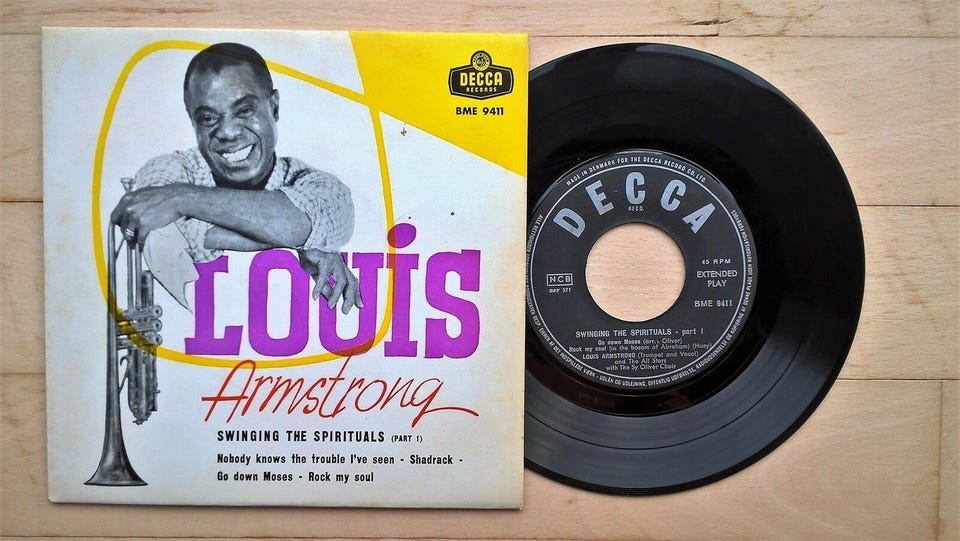 DECCA
RECORDS
BME 9411
LOUiS
Armstrong
SWINGING THE SPIRITUALS (PART 1)
Nobody knows the trouble I've seen - Shadrack -
Go down Moses - Rock my soul
MADE IN DENMARK FOR THE DECCA RECORD CO. LTD.
DECCA
REGD.
45 RPM
EXTENDED
PLAY
NCB
BME 9411
SWINGING THE SPIRITUALS - part 1
Go down Moses (arr.: Oliver)
Rock my soul (in the bosom of Abraham) (Huey)
LOUIS ARMSTRONG (Trumpet and Vocal)
and The All Stars
with The Sy Oliver Choir